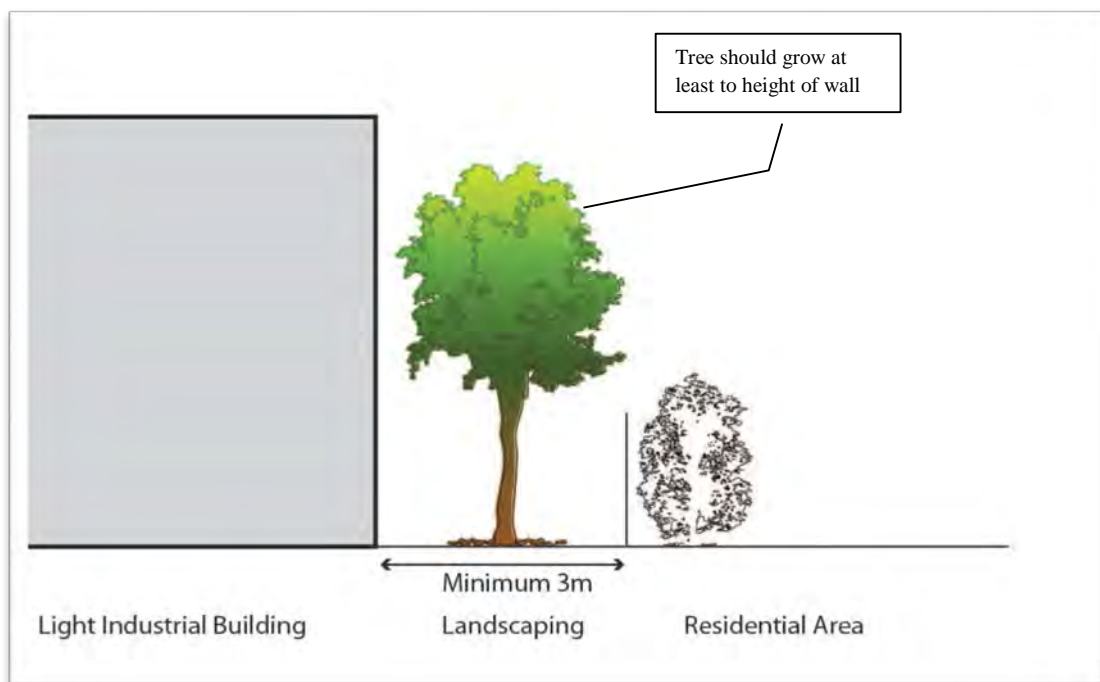 Tree should grow at
least to height of wall
Minimum 3m
Light Industrial Building
Landscaping
Residential Area